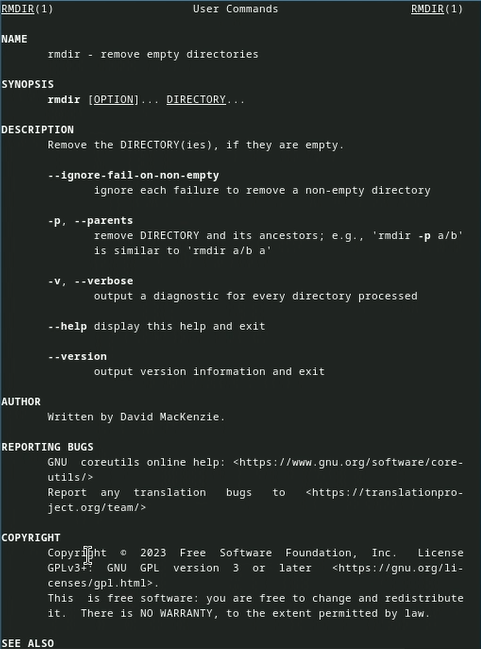 RMDIR(1) User Commands RMDIR(1)
NAME
rmdir - remove empty directories
SYNOPSIS
rmdir [OPTION]... DIRECTORY...
DESCRIPTION
Remove the DIRECTORY(ies), if they are empty.
--ignore-fail-on-non-empty
ignore each failure to remove a non-empty directory
-p, --parents
remove DIRECTORY and its ancestors; e.g., 'rmdir -p a/b'
is similar to 'rmdir a/b a'
-v, --verbose
output a diagnostic for every directory processed
--help display this help and exit
--version
output version information and exit
AUTHOR
Written by David MacKenzie.
REPORTING BUGS
GNU coreutils online help: <https://www.gnu.org/software/core-
utils/>
Report any translation bugs to <https://translationpro-
ject.org/team/>
COPYRIGHT
Copyright © 2023 Free Software Foundation, Inc. License
GPLv3+: GNU GPL version 3 or later <https://gnu.org/li-
censes/gpl.html>.
This is free software: you are free to change and redistribute
it. There is NO WARRANTY, to the extent permitted by law.
SEE ALSO